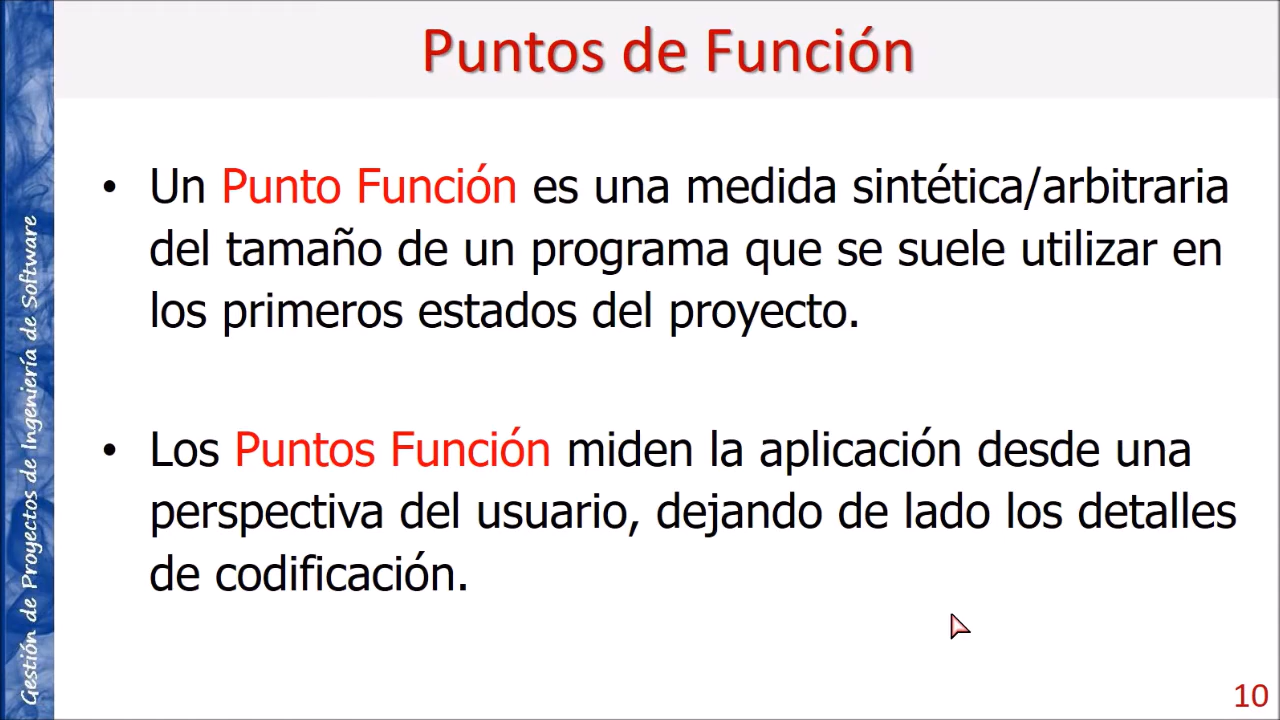 Puntos de Función
• Un Punto Función es una medida sintética/arbitraria
del tamaño de un programa que se suele utilizar en
los primeros estados del proyecto.
• Los Puntos Función miden la aplicación desde una
perspectiva del usuario, dejando de lado los detalles
de codificación.
Gestión de Proyectos de Ingeniería de Software
10